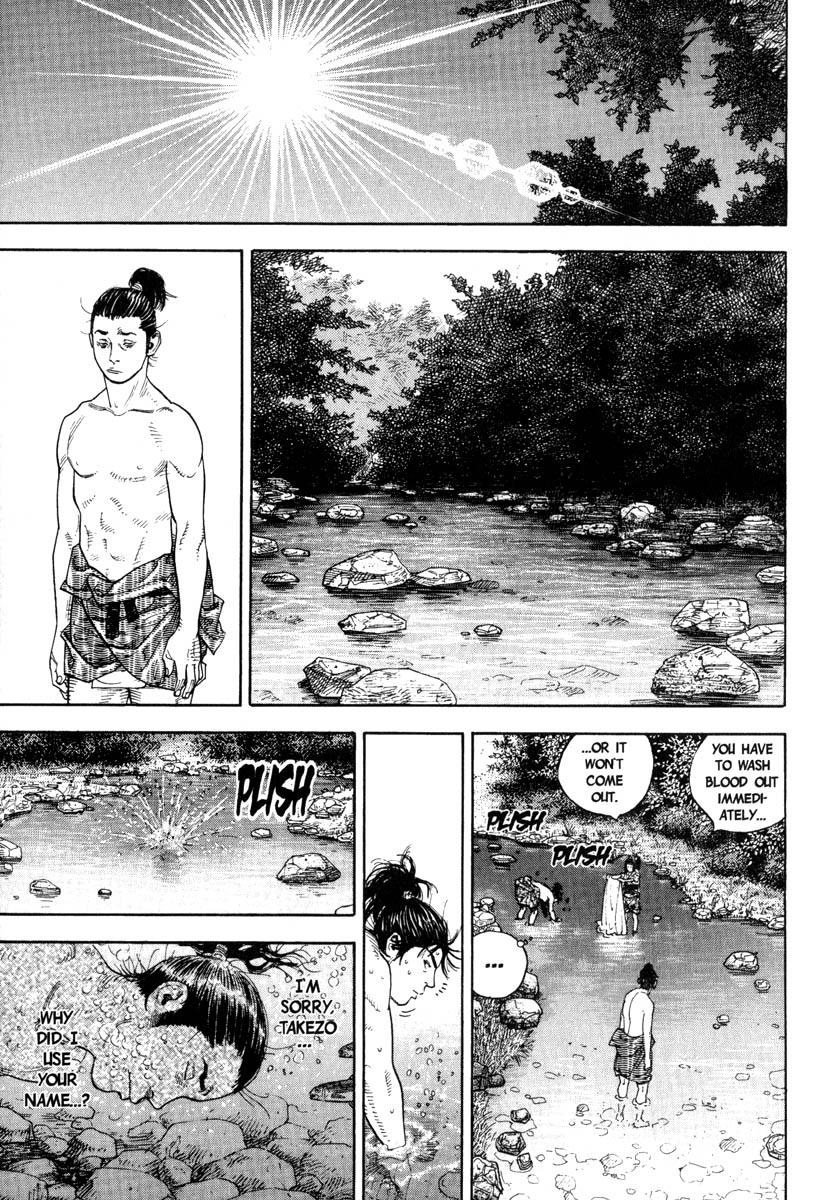 YOU HAVE
TO WASH
BLOOD OUT
IMMEDI-
ATELY...
...OR IT
WON'T
COME
OUT.
PLISH
PLISH
...
PLISH
I'M
SORRY,
TAKEZŌ
...
WHY
DID I
USE
YOUR
NAME...?